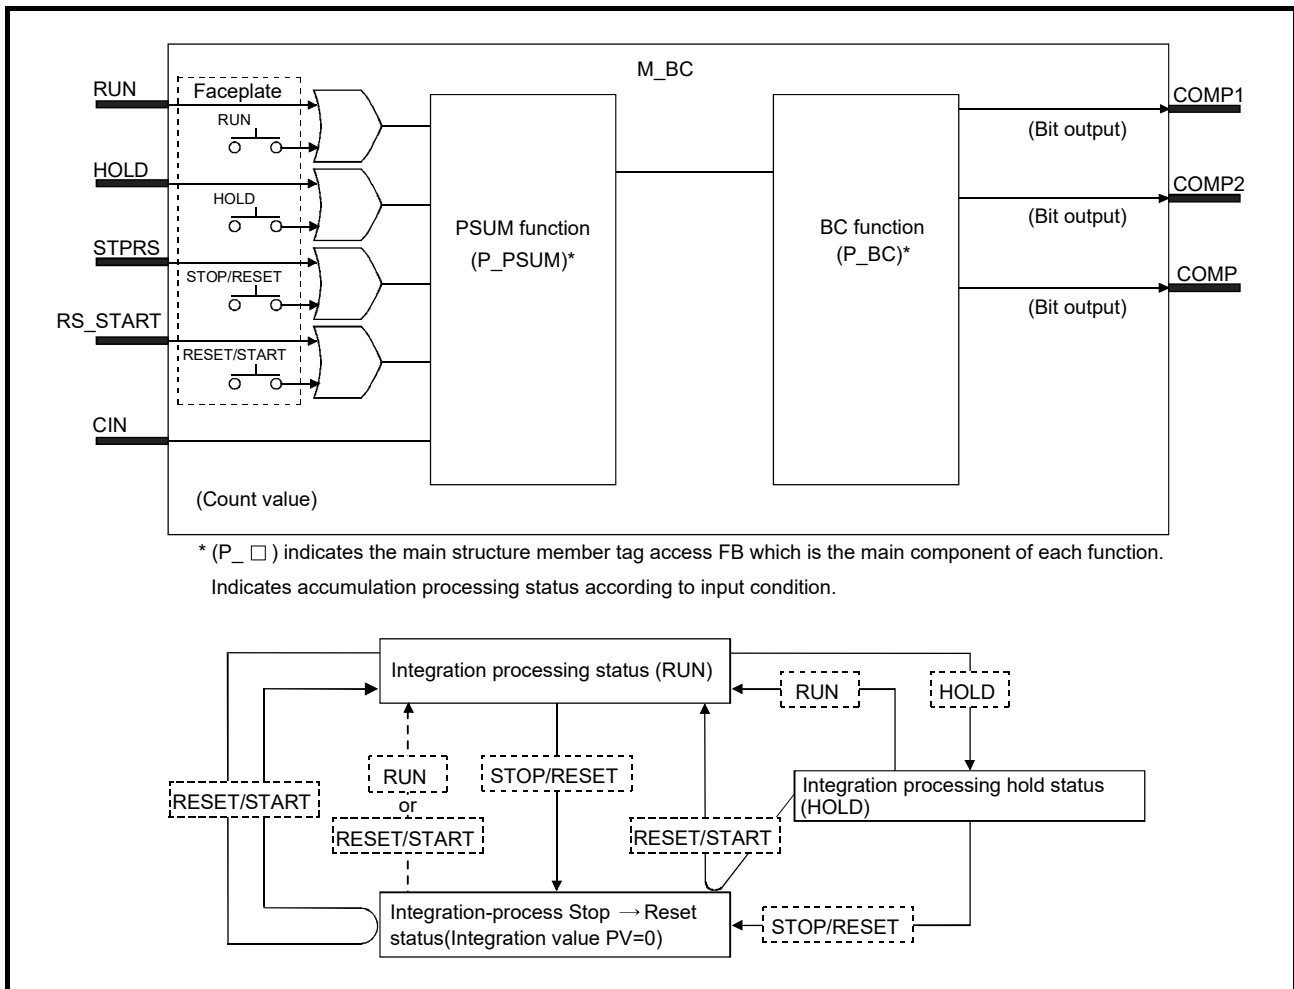 M_BC
RUN
Faceplate
RUN
HOLD
HOLD
STPRS
STOP/RESET
RS_START
RESET/START
CIN
(Count value)
PSUM function
(P_PSUM)*
BC function
(P_BC)*
COMP1
(Bit output)
COMP2
(Bit output)
COMP
(Bit output)
* (P_ □ ) indicates the main structure member tag access FB which is the main component of each function.
Indicates accumulation processing status according to input condition.
Integration processing status (RUN)
RUN
HOLD
RUN
or
RESET/START
STOP/RESET
RESET/START
RESET/START
Integration processing hold status
(HOLD)
Integration-process Stop → Reset
status(Integration value PV=0)
STOP/RESET